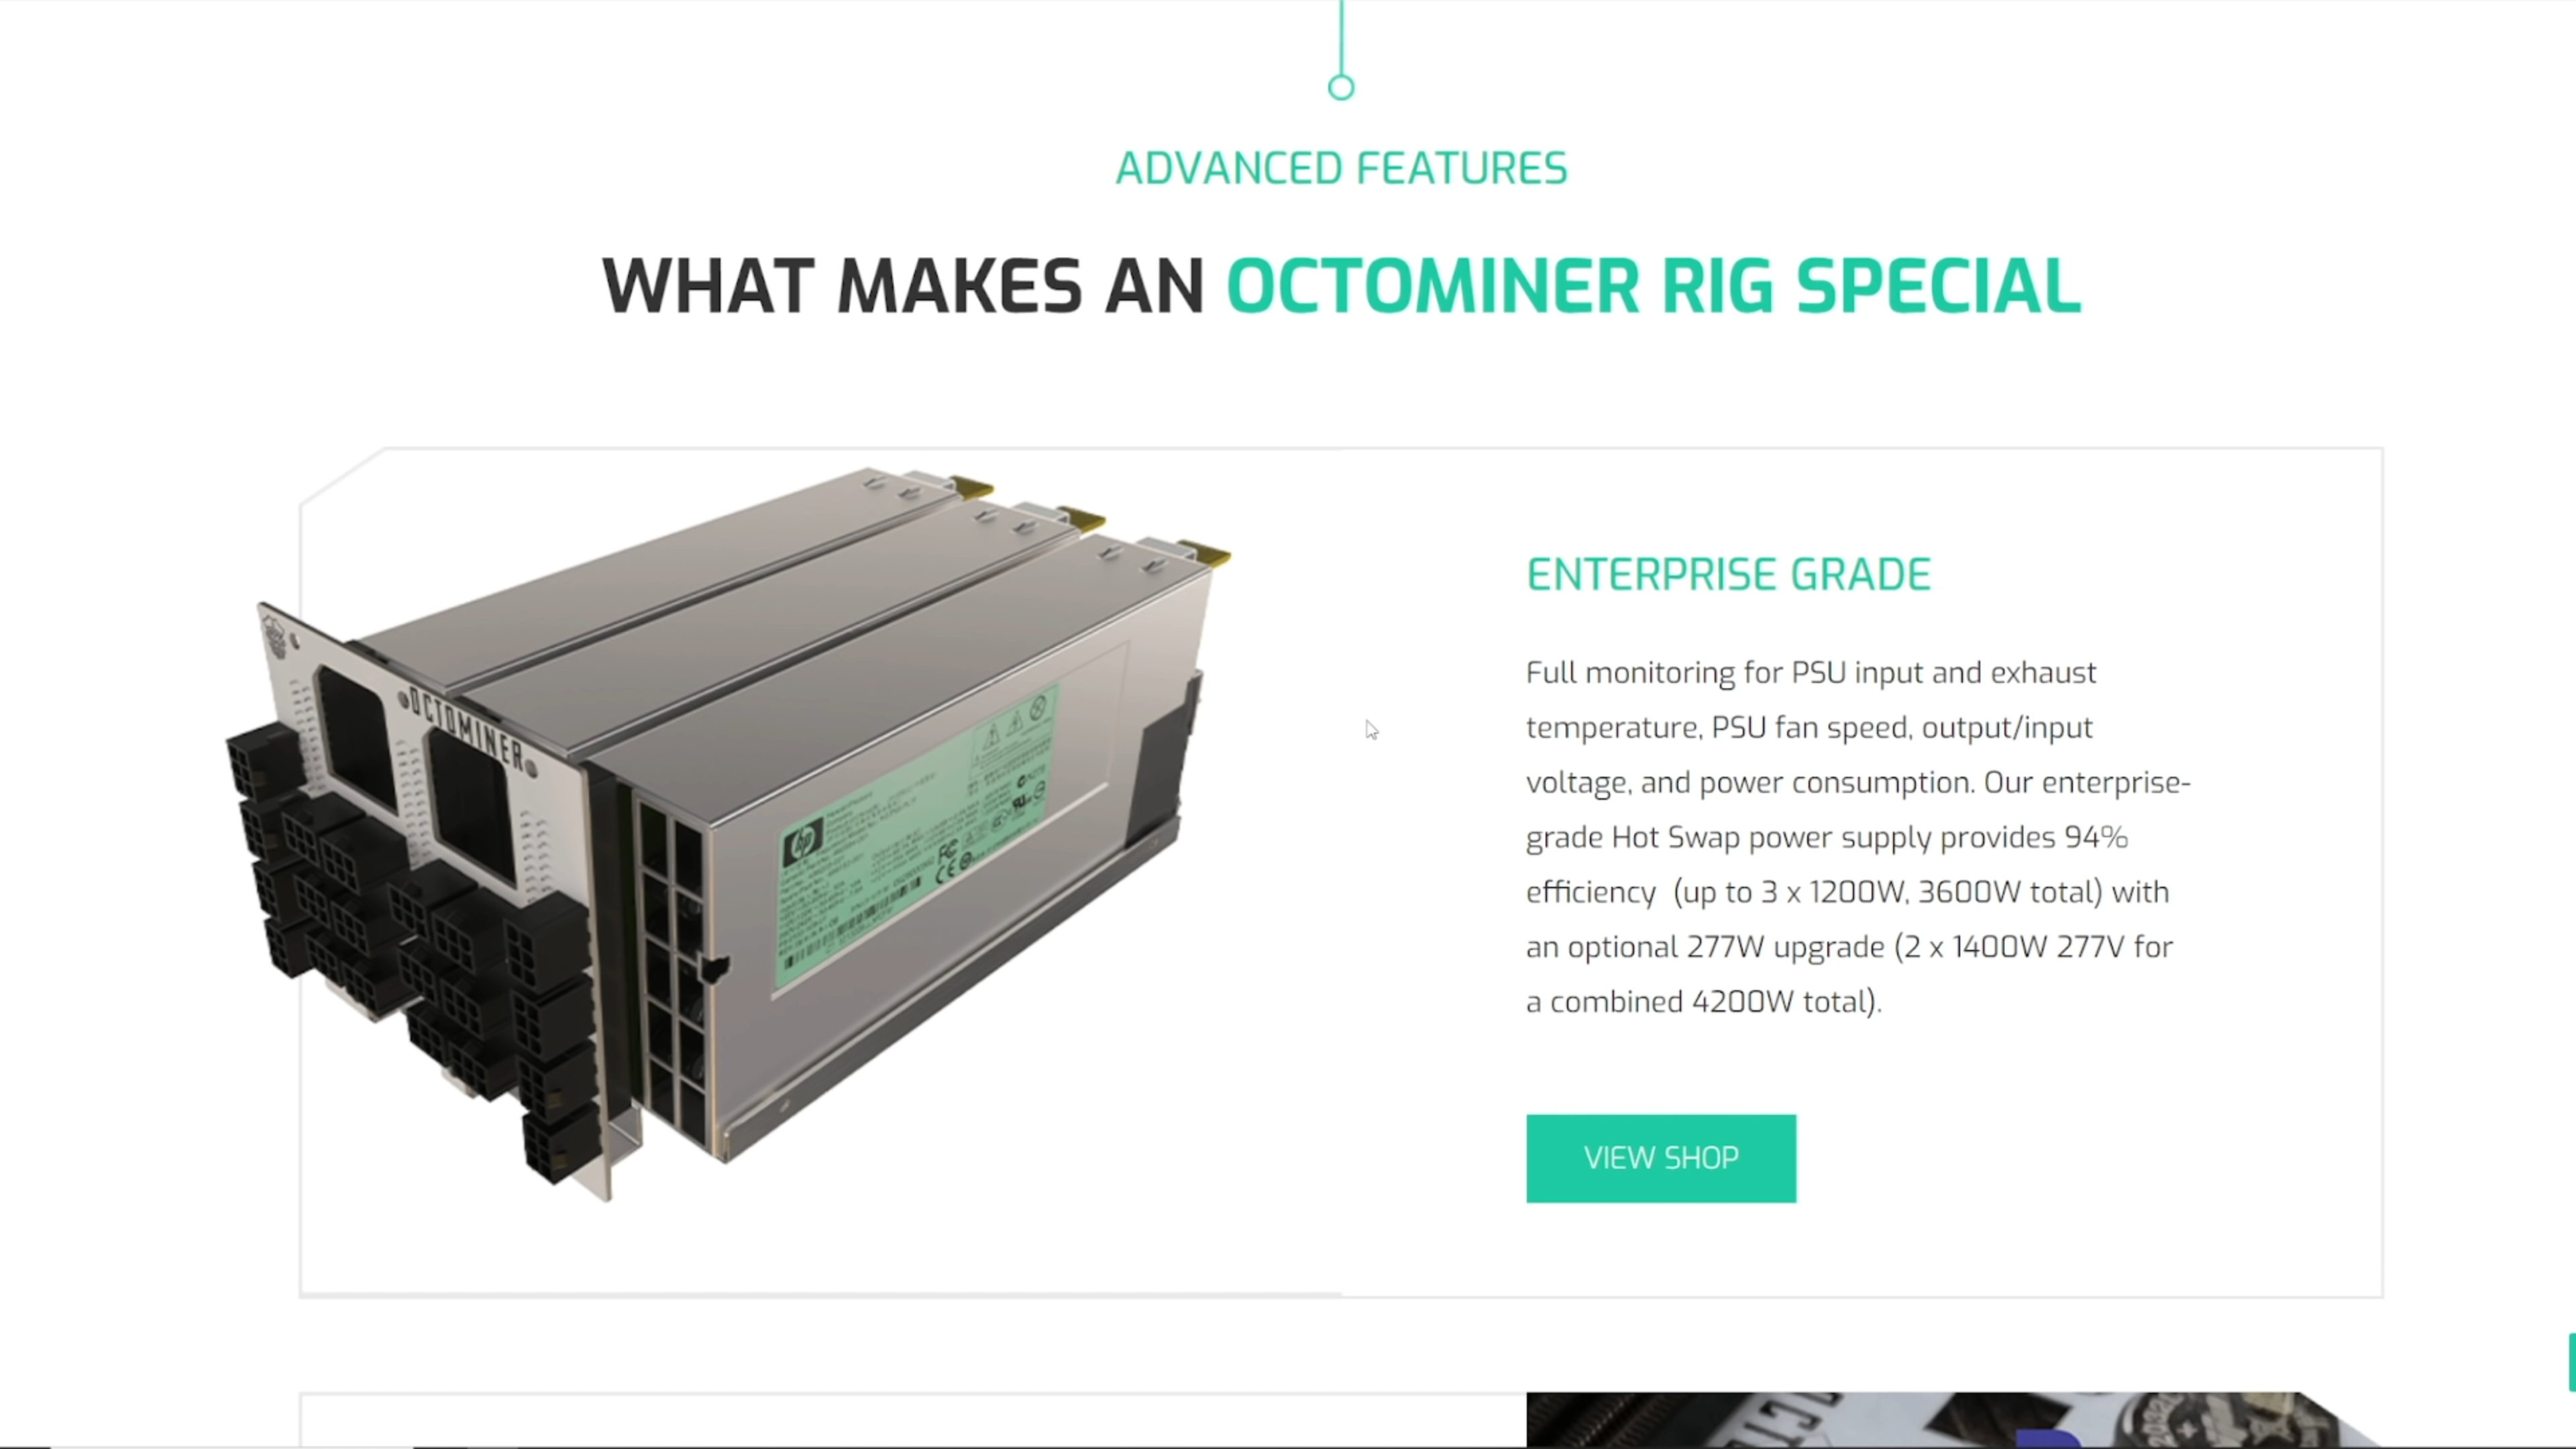 ADVANCED FEATURES
WHAT MAKES AN OCTOMINER RIG SPECIAL
OCTOMINER
hp
ENTERPRISE GRADE
Full monitoring for PSU input and exhaust
temperature, PSU fan speed, output/input
voltage, and power consumption. Our enterprise-
grade Hot Swap power supply provides 94%
efficiency (up to 3 x 1200W, 3600W total) with
an optional 277W upgrade (2 x 1400W 277V for
a combined 4200W total).
VIEW SHOP